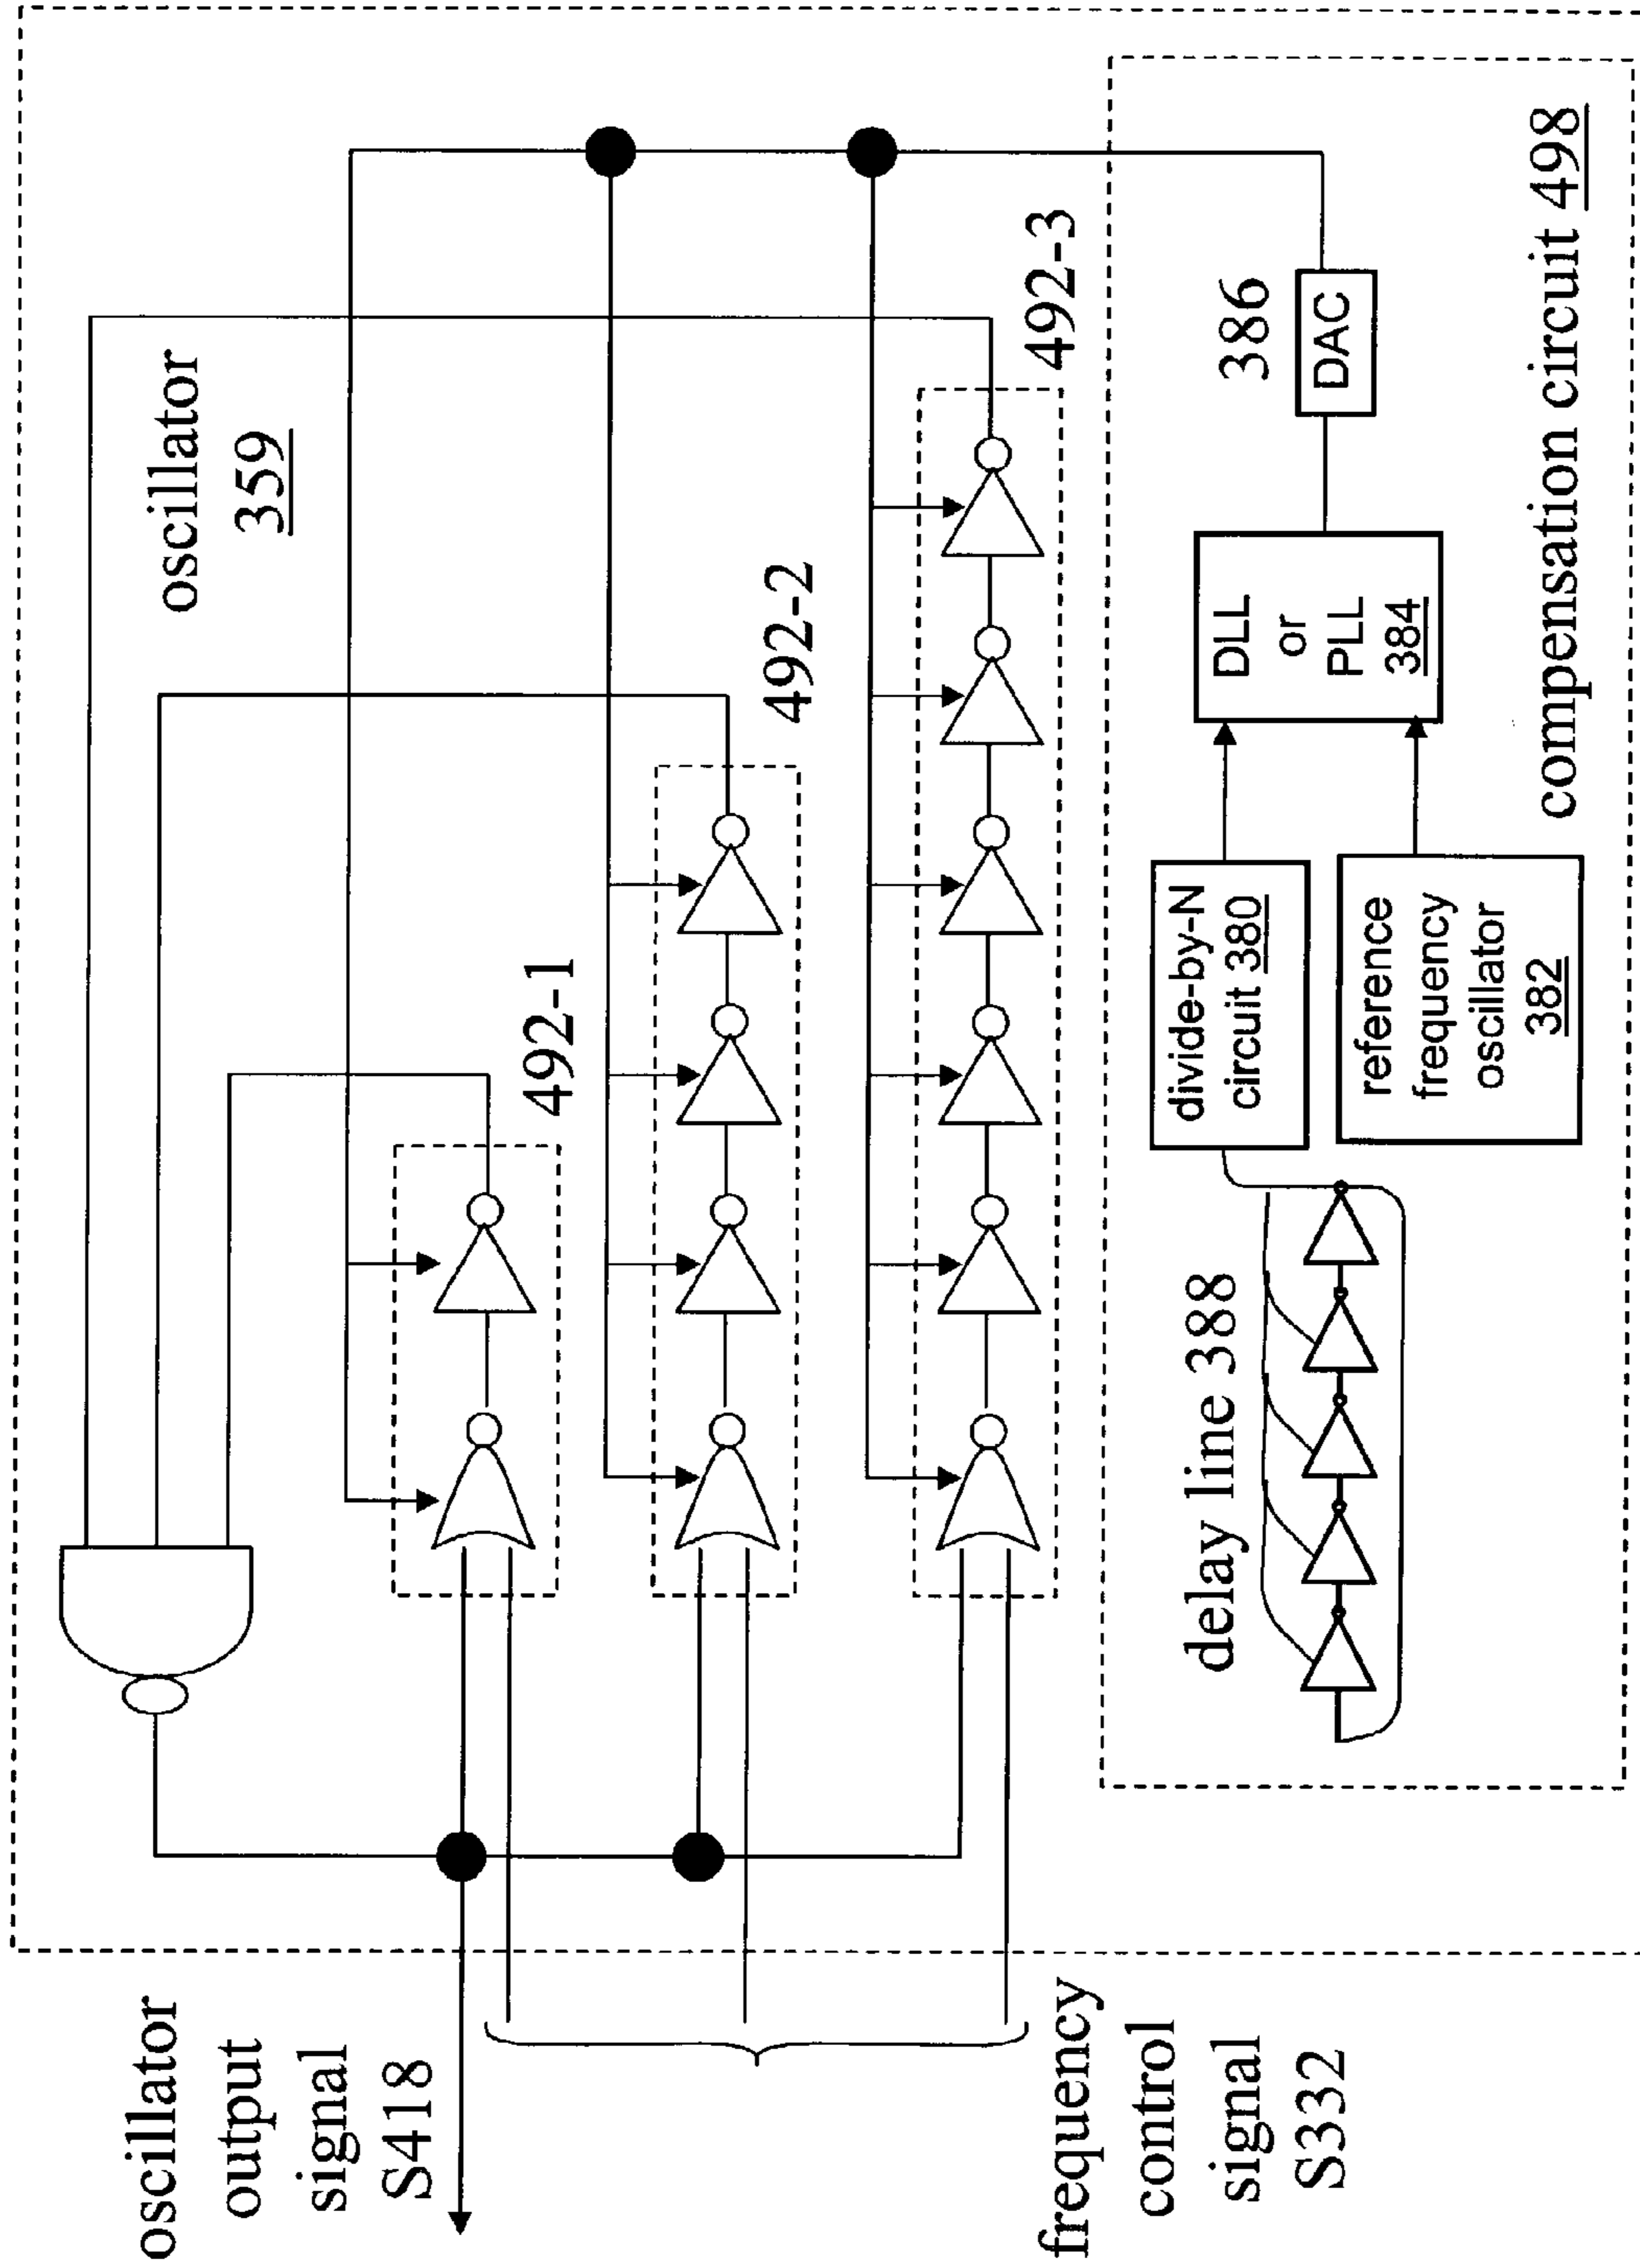 oscillator
output
signal
S418
frequency
control
signal
S332
oscillator
359
492-1
492-2
492-3
delay line 388
divide-by-N
circuit 380
reference
frequency
oscillator
382
DLL
or
PLL
384
386
DAC
compensation circuit 498